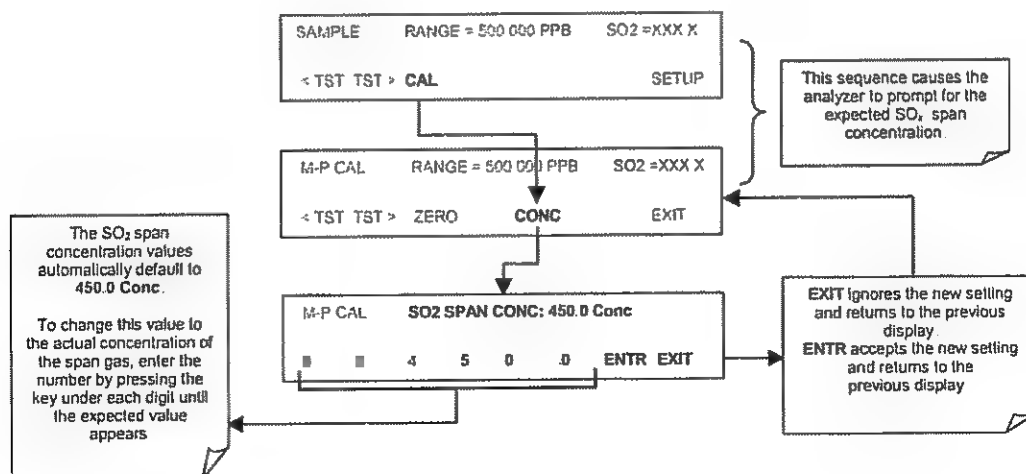 SAMPLE RANGE = 500 000 PPB SO2 =XXX X
< TST TST > CAL SETUP
This sequence causes the
analyzer to prompt for the
expected SO₂ span
concentration.
M-P CAL RANGE = 500 000 PPB SO2 =XXX X
< TST TST > ZERO CONC EXIT
The SO₂ span
concentration values
automatically default to
450.0 Conc.
To change this value to
the actual concentration of
the span gas, enter the
number by pressing the
key under each digit until
the expected value
appears
M-P CAL SO2 SPAN CONC: 450.0 Conc
4 5 0 .0 ENTR EXIT
EXIT ignores the new setting
and returns to the previous
display.
ENTR accepts the new setting
and returns to the
previous display